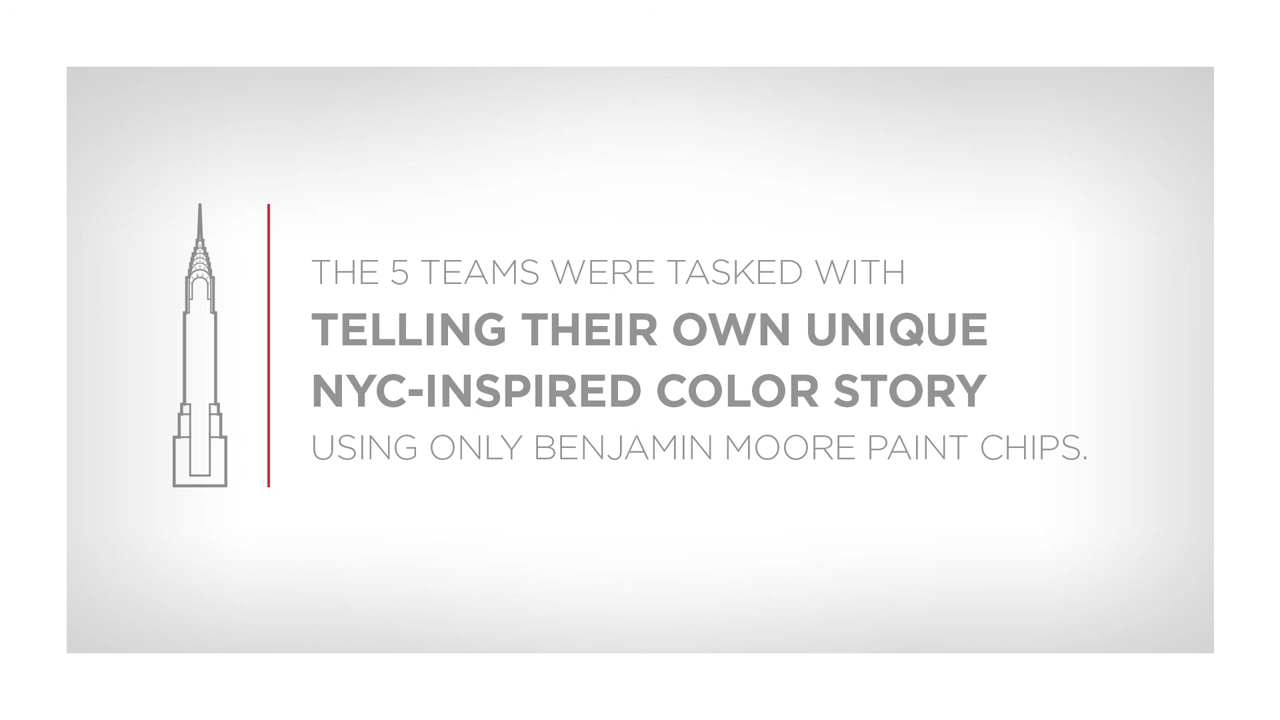 THE 5 TEAMS WERE TASKED WITH
TELLING THEIR OWN UNIQUE
NYC-INSPIRED COLOR STORY
USING ONLY BENJAMIN MOORE PAINT CHIPS.